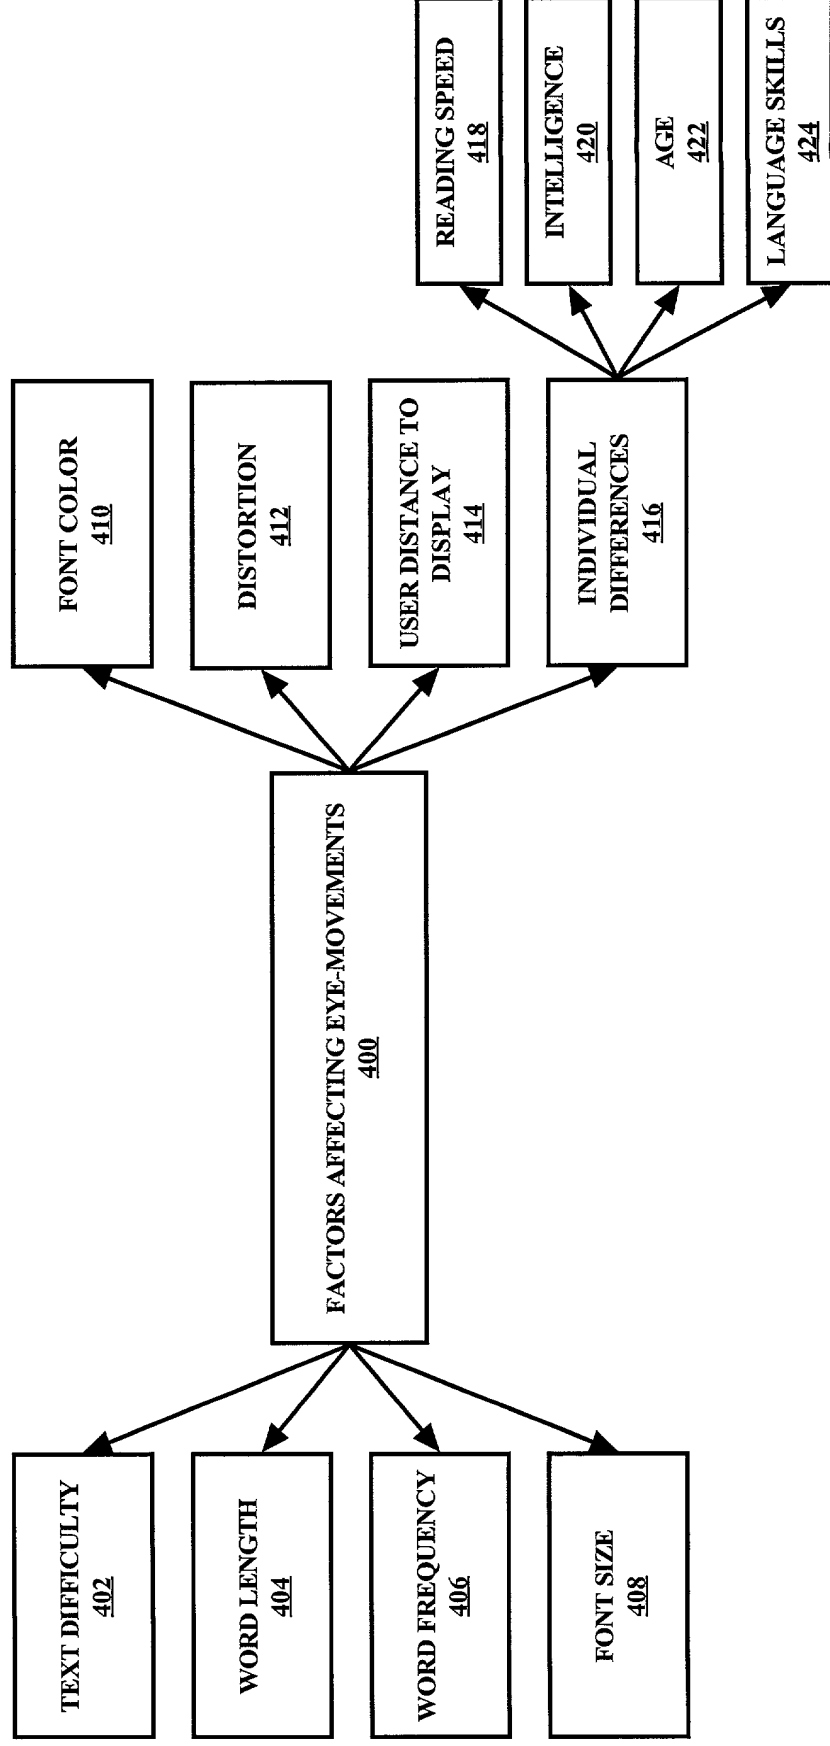 TEXT DIFFICULTY
402
WORD LENGTH
404
WORD FREQUENCY
406
FONT SIZE
408
FACTORS AFFECTING EYE-MOVEMENTS
400
FONT COLOR
410
DISTORTION
412
USER DISTANCE TO
DISPLAY
414
INDIVIDUAL
DIFFERENCES
416
READING SPEED
418
INTELLIGENCE
420
AGE
422
LANGUAGE SKILLS
424